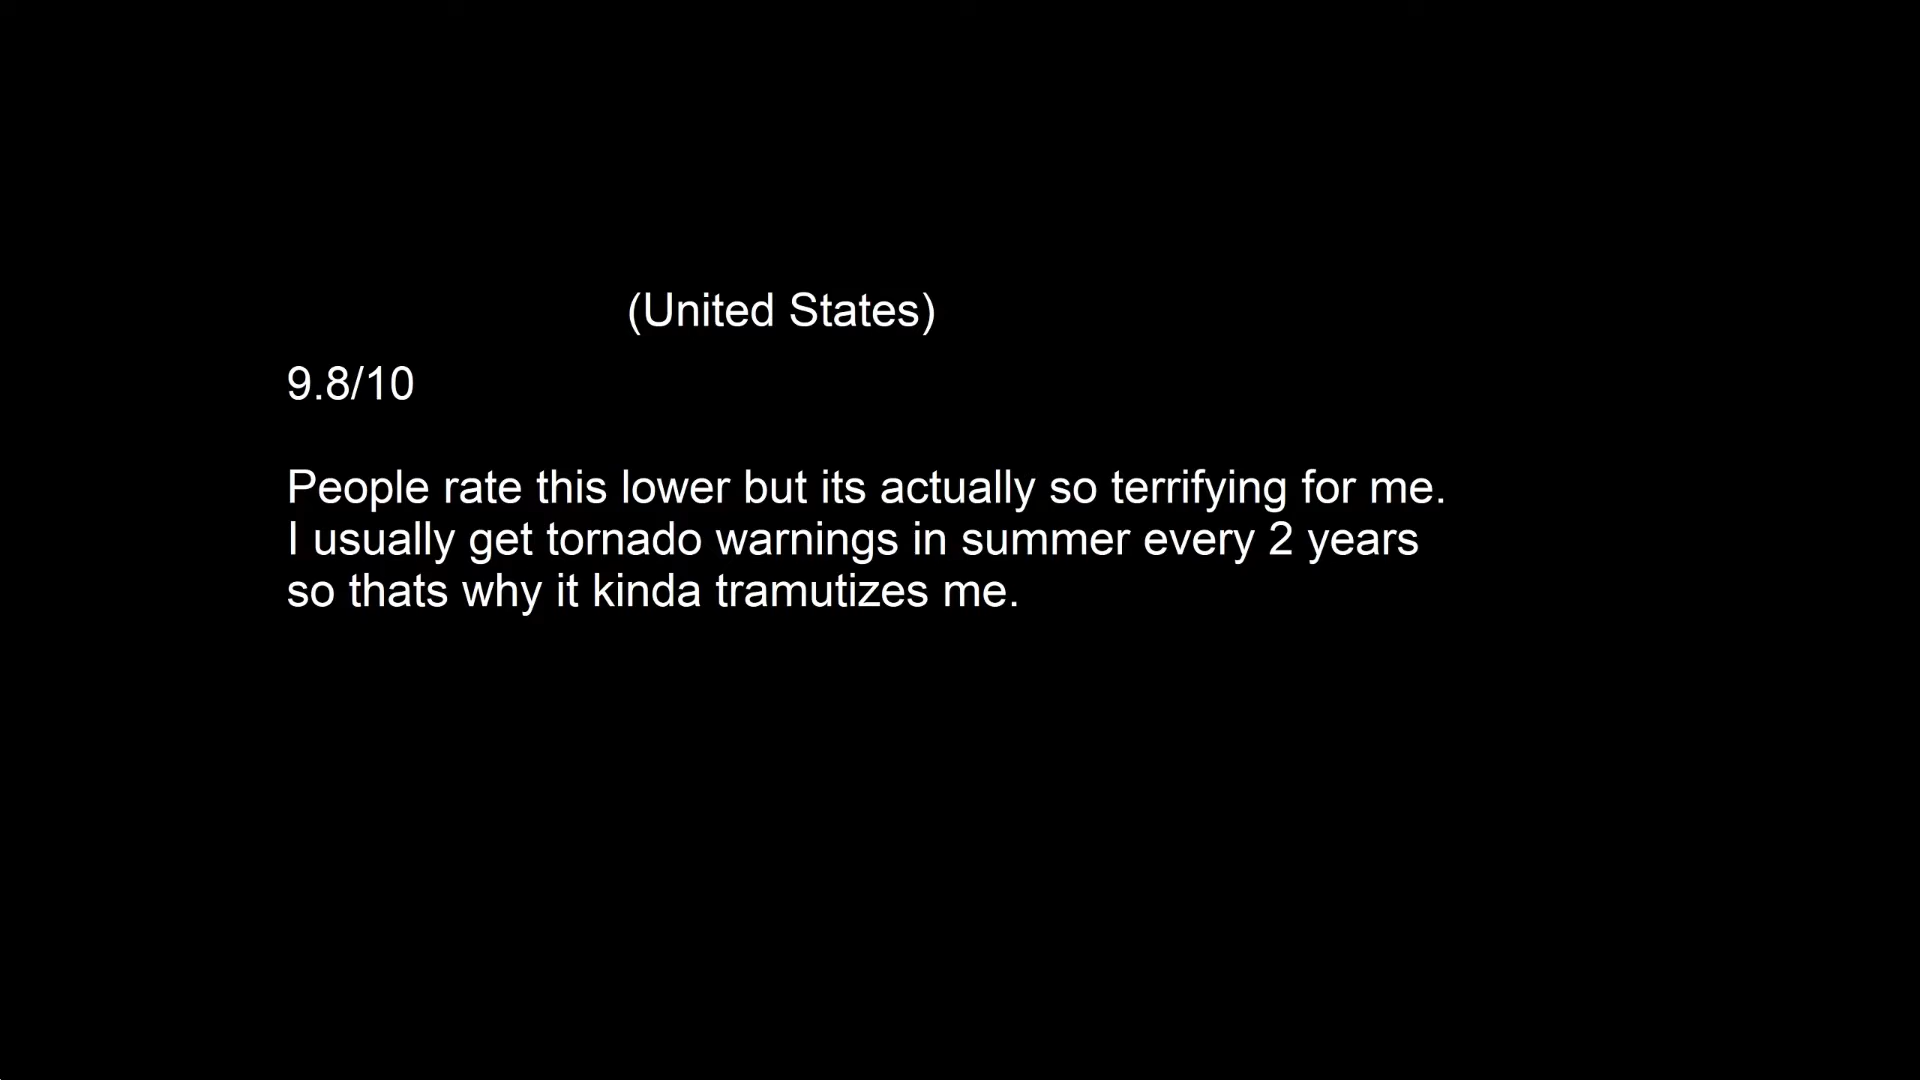 (United States)
9.8/10
People rate this lower but its actually so terrifying for me.
I usually get tornado warnings in summer every 2 years
so thats why it kinda tramutizes me.